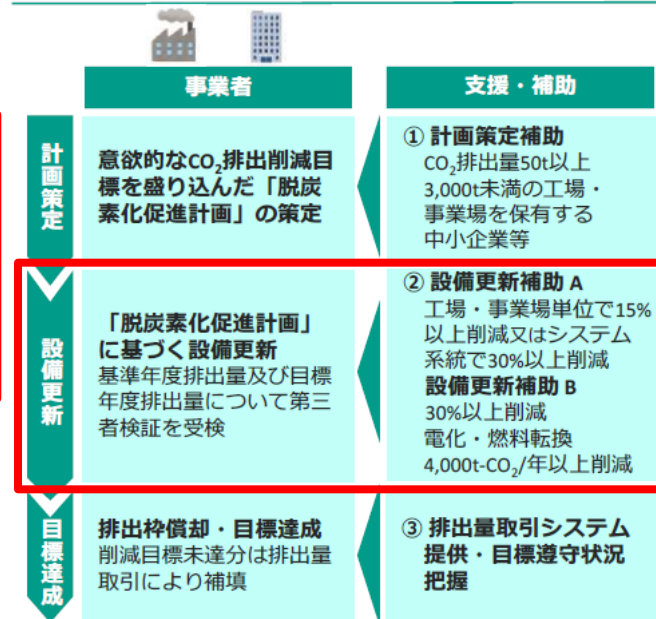 事業者
支援・補助
計画策定
意欲的なCO₂排出削減目
標を盛り込んだ「脱炭
素化促進計画」の策定
① 計画策定補助
CO₂排出量50t以上
3,000t未満の工場・
事業場を保有する
中小企業等
設備更新
「脱炭素化促進計画」
に基づく設備更新
基準年度排出量及び目標
年度排出量について第三
者検証を受検
② 設備更新補助 A
工場・事業場単位で15%
以上削減又はシステム
系統で30%以上削減
設備更新補助 B
30%以上削減
電化・燃料転換
4,000t-CO₂/年以上削減
目標達成
排出枠償却・目標達成
削減目標未達分は排出量
取引により補填
③ 排出量取引システム
提供・目標遵守状況
把握